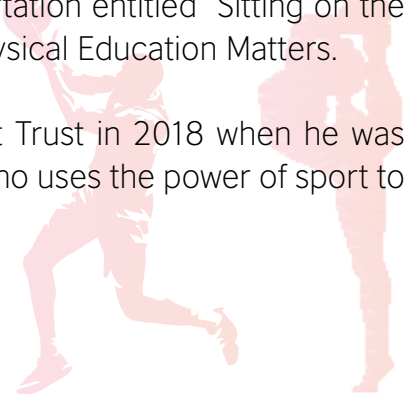 tation entitled "Sitting on the
ysical Education Matters.
t Trust in 2018 when he was
ho uses the power of sport to